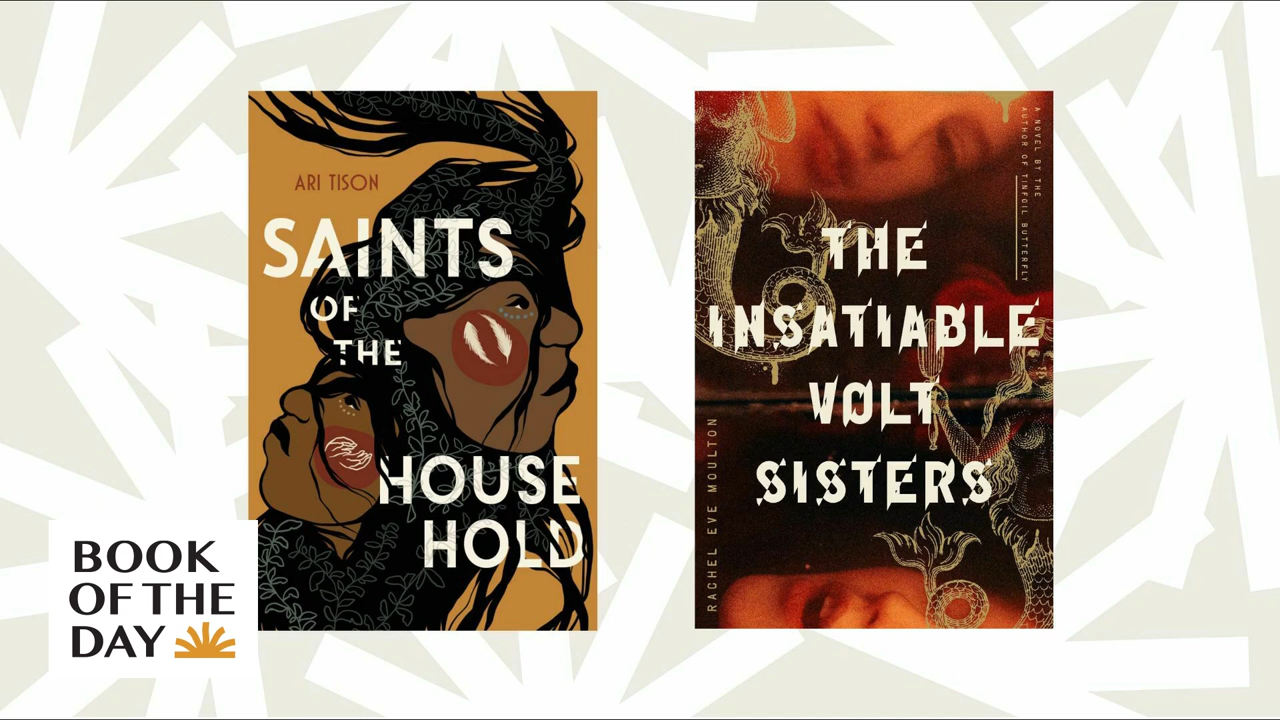 ARI TISON
SAINTS
OF
THE
HOUSE
HOLD
A NOVEL BY THE
AUTHOR OF TINFOIL BUTTERFLY
THE
INSATIABLE
VOLT
SISTERS
RACHEL EVE MOULTON
BOOK
OF THE
DAY